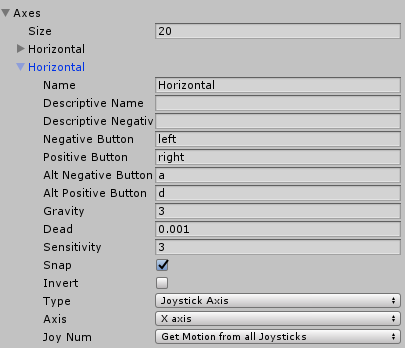 Axes
Size 20
Horizontal
Horizontal
Name Horizontal
Descriptive Name
Descriptive Negativ
Negative Button left
Positive Button right
Alt Negative Button a
Alt Positive Button d
Gravity 3
Dead 0.001
Sensitivity 3
Snap
Invert
Type Joystick Axis
Axis X axis
Joy Num Get Motion from all Joysticks